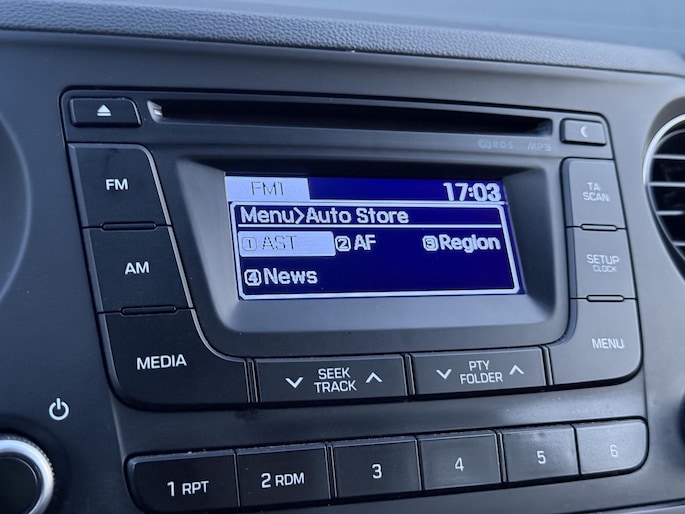 FM
AM
MEDIA
MP3
FM1 17:03
Menu>Auto Store
1 AST 2 AF 3 Region
4 News
TA
SCAN
SETUP
CLOCK
MENU
SEEK
TRACK
PTY
FOLDER
1 RPT 2 RDM 3 4 5 6